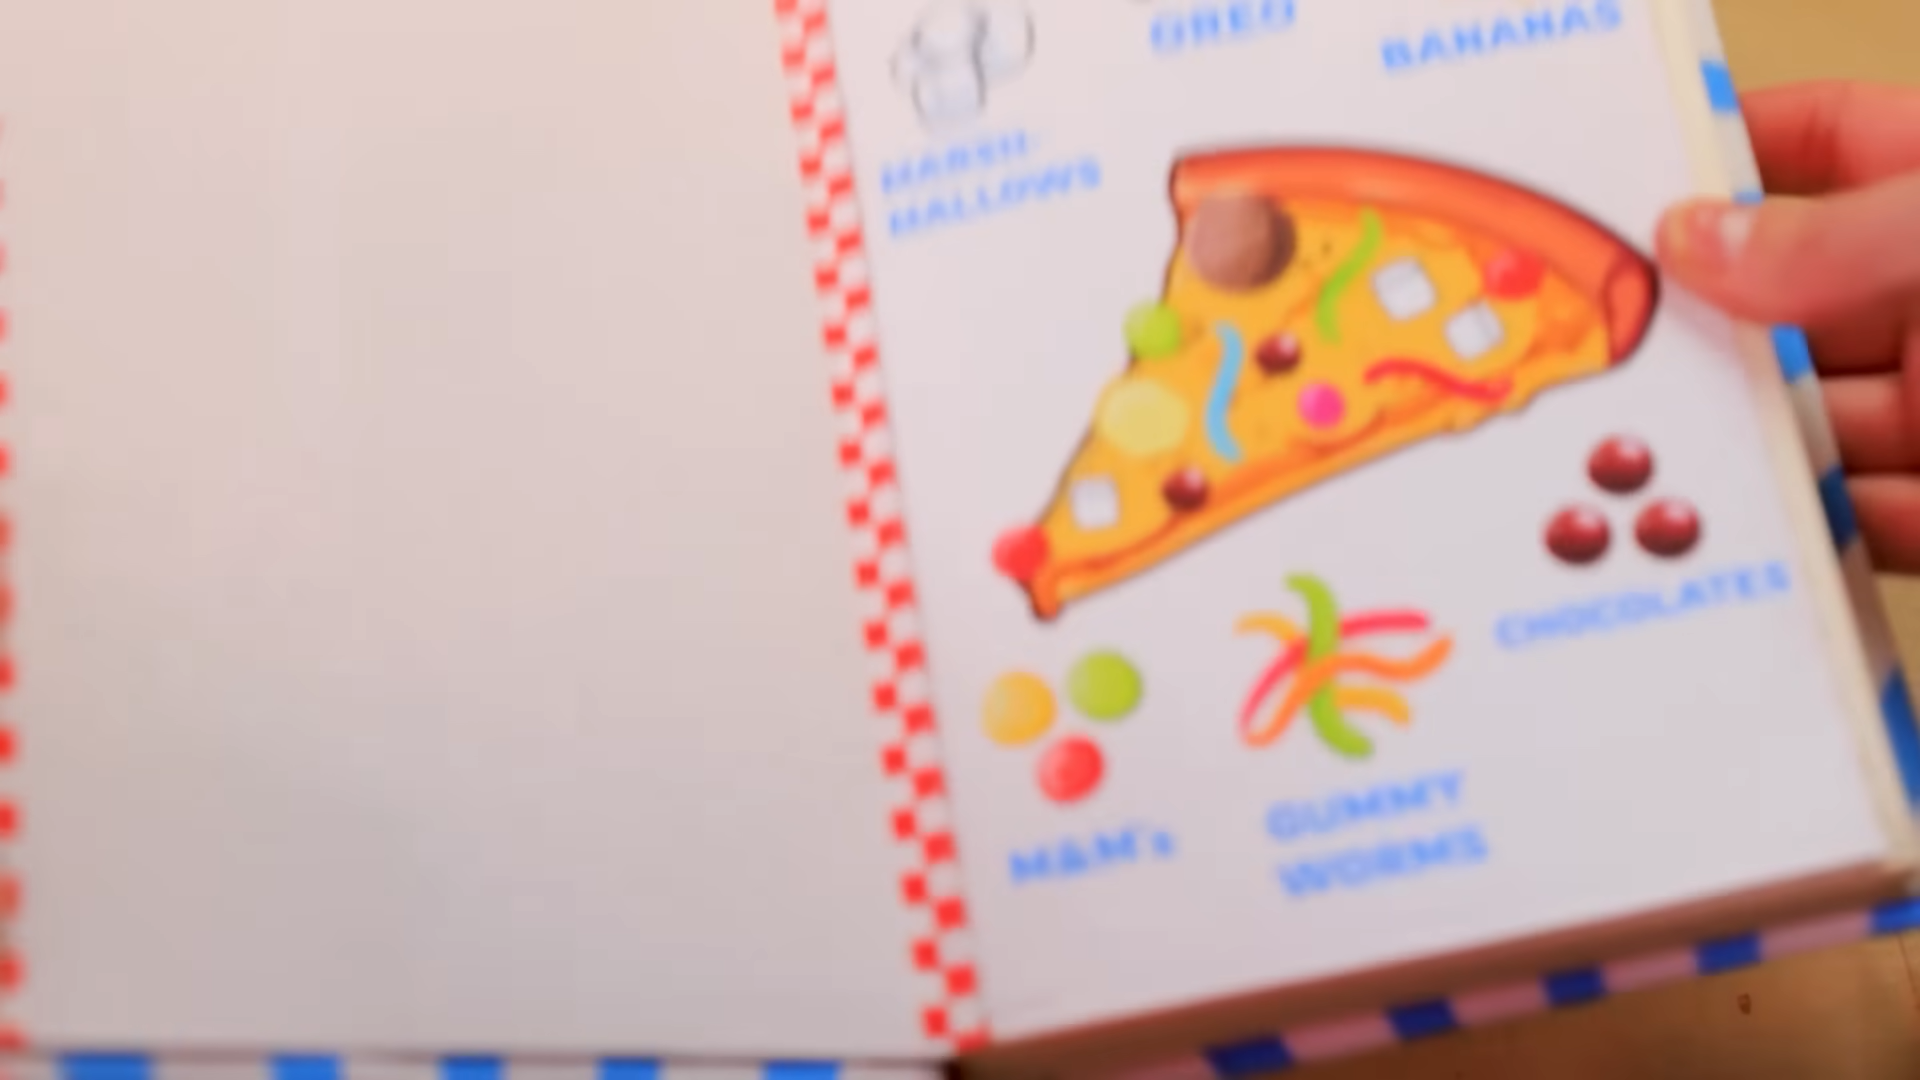 OREO
BANANAS
MARSH-
MALLOWS
CHOCOLATES
M&M's
GUMMY
WORMS